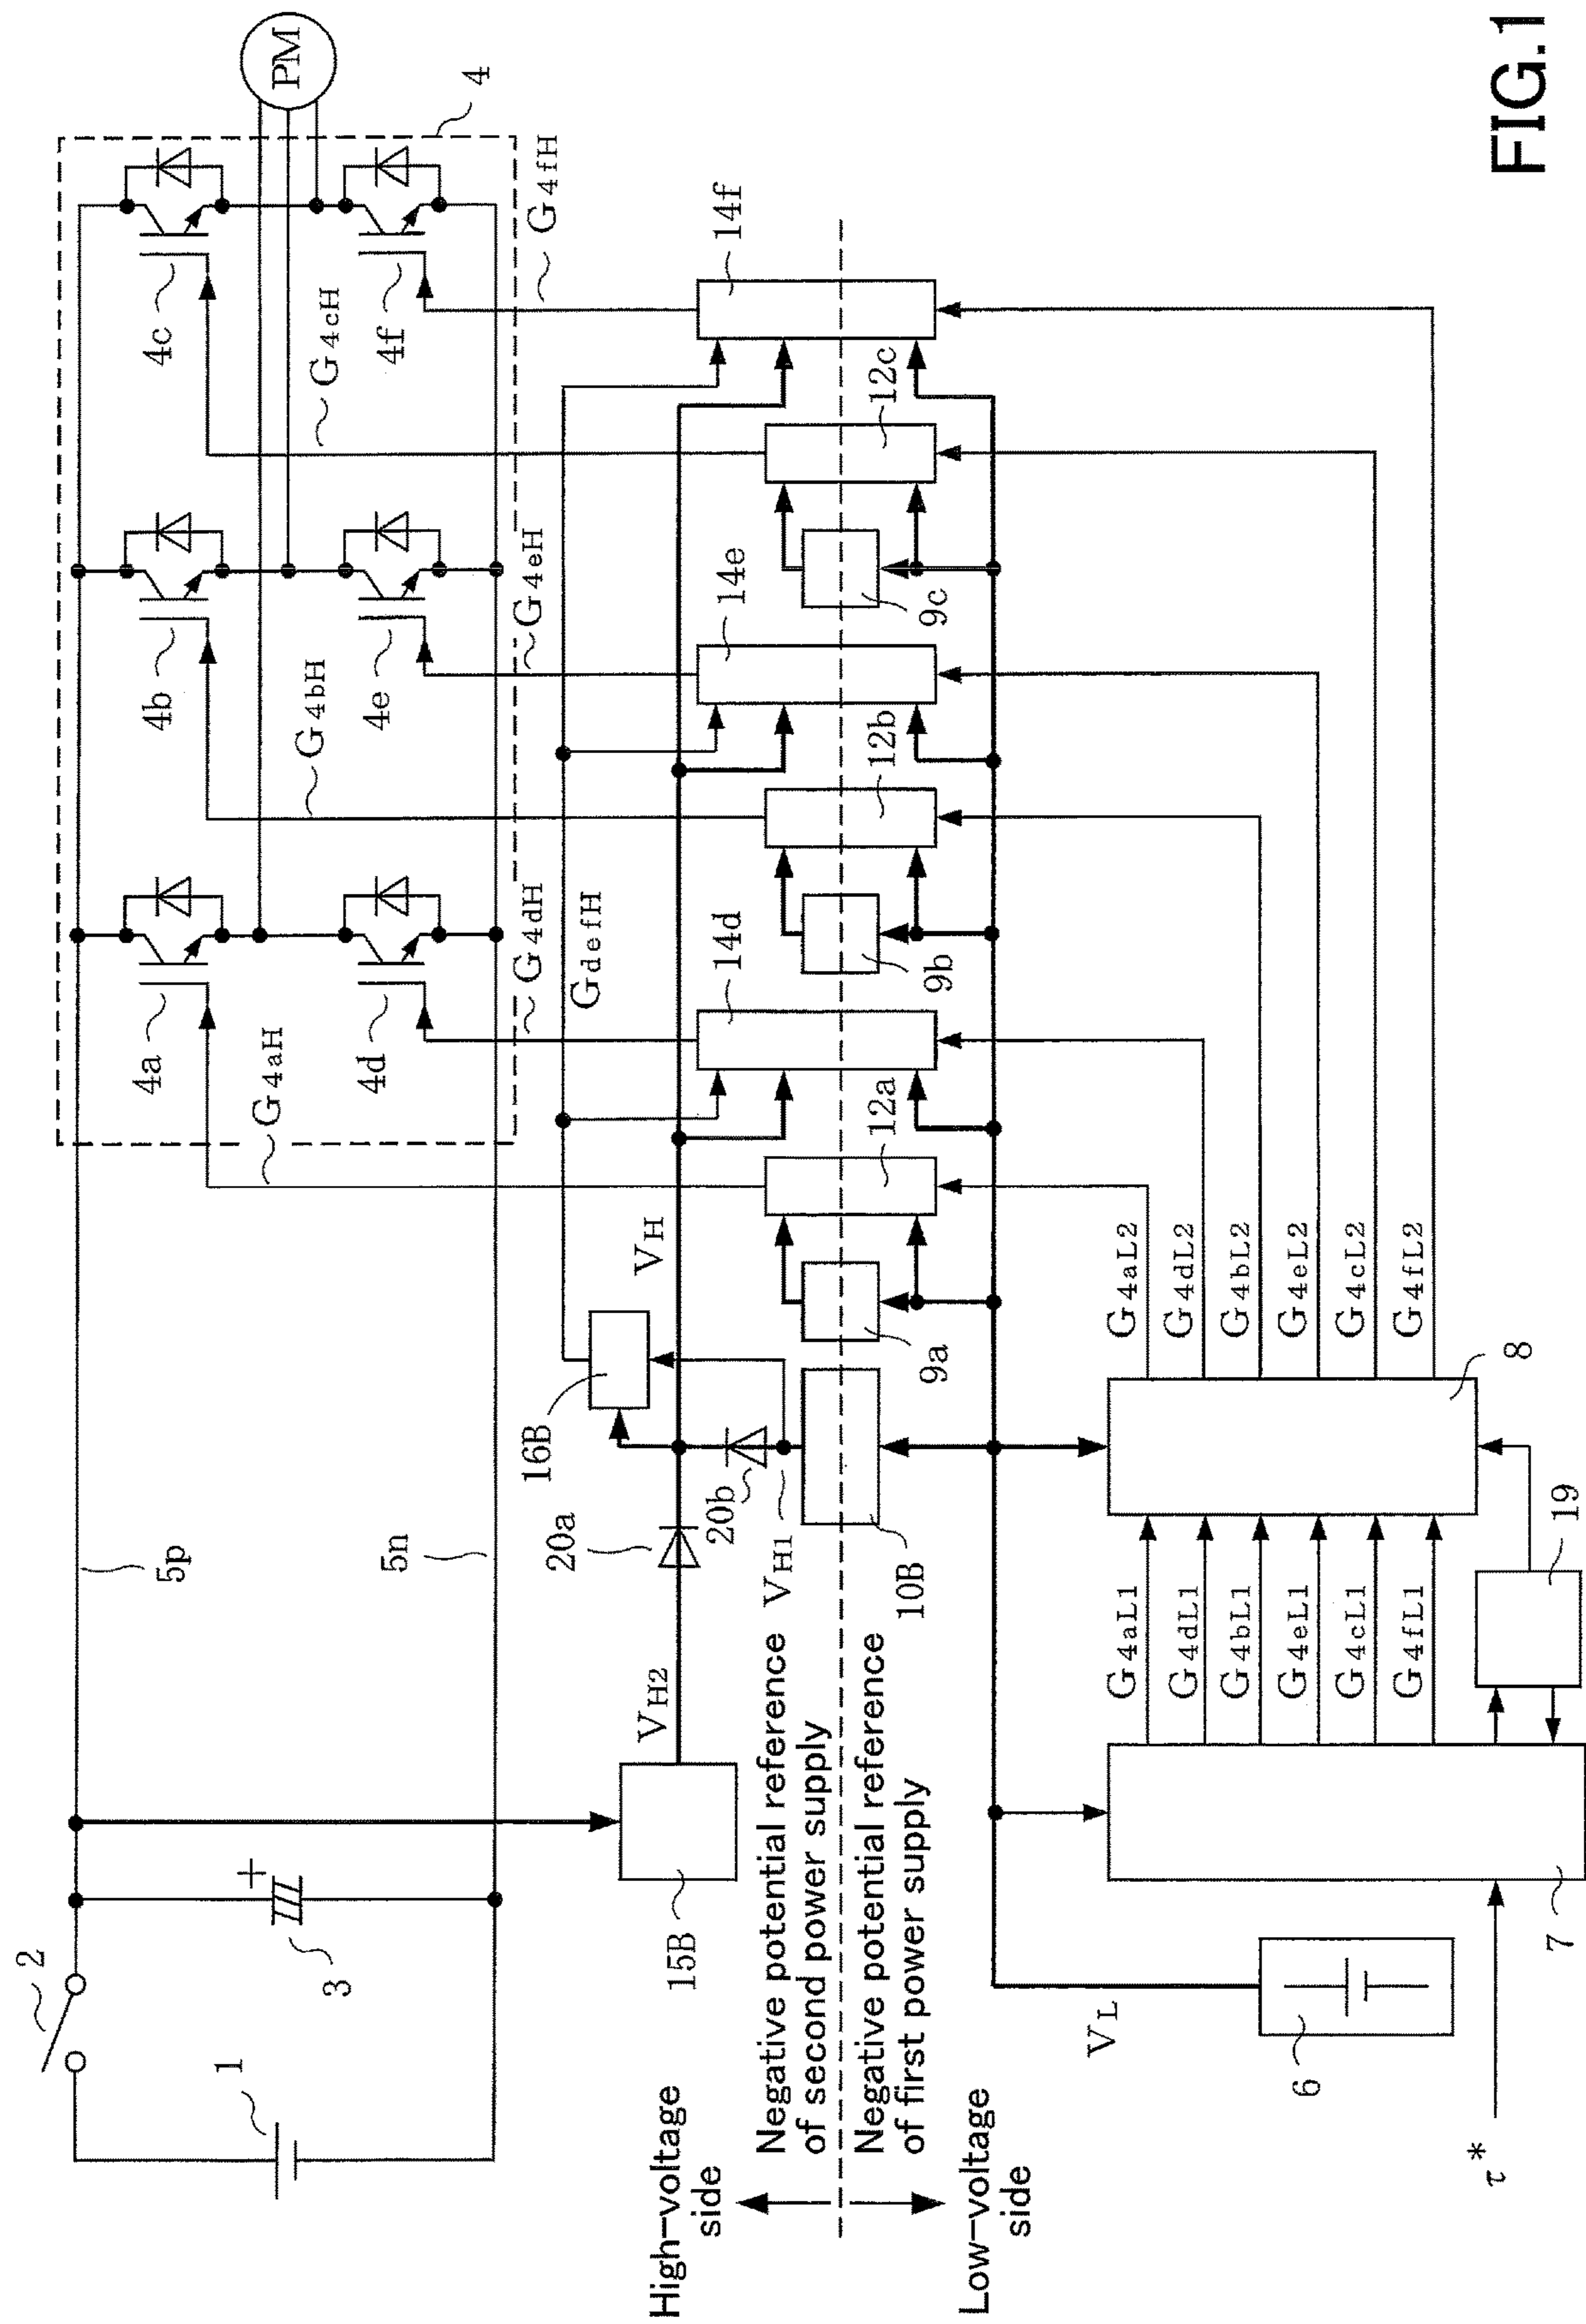 FIG.1
PM
4
4c
4f
G4cH
G4fH
4b
4e
G4bH
G4eH
4a
4d
G4aH
G4dH
GdefH
5p
5n
2
3
+
1
14f
12c
9c
14e
12b
9b
14d
12a
9a
VH
16B
20a
20b
VH1
10B
VH2
15B
High-voltage
side
Negative potential reference
of second power supply
Negative potential reference
of first power supply
Low-voltage
side
VL
6
τ*
7
G4aL1
G4dL1
G4bL1
G4eL1
G4cL1
G4fL1
19
8
G4aL2
G4dL2
G4bL2
G4eL2
G4cL2
G4fL2